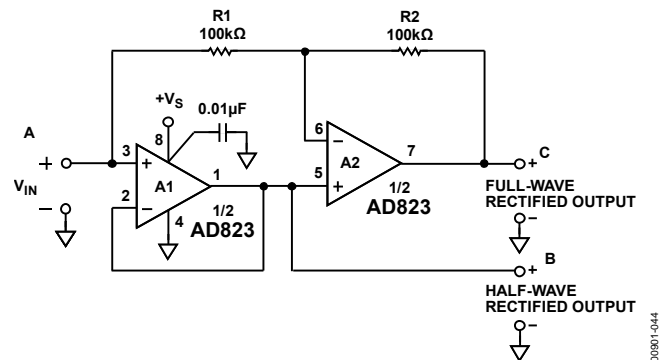 R1
100kΩ
R2
100kΩ
+VS
0.01µF
A
8
+
3
+
6
–
7
C
+
A1
1
A2
VIN
2
–
5
+
1/2
AD823
FULL-WAVE
RECTIFIED OUTPUT
–
4
1/2
AD823
–
B
+
HALF-WAVE
RECTIFIED OUTPUT
–
00901-044